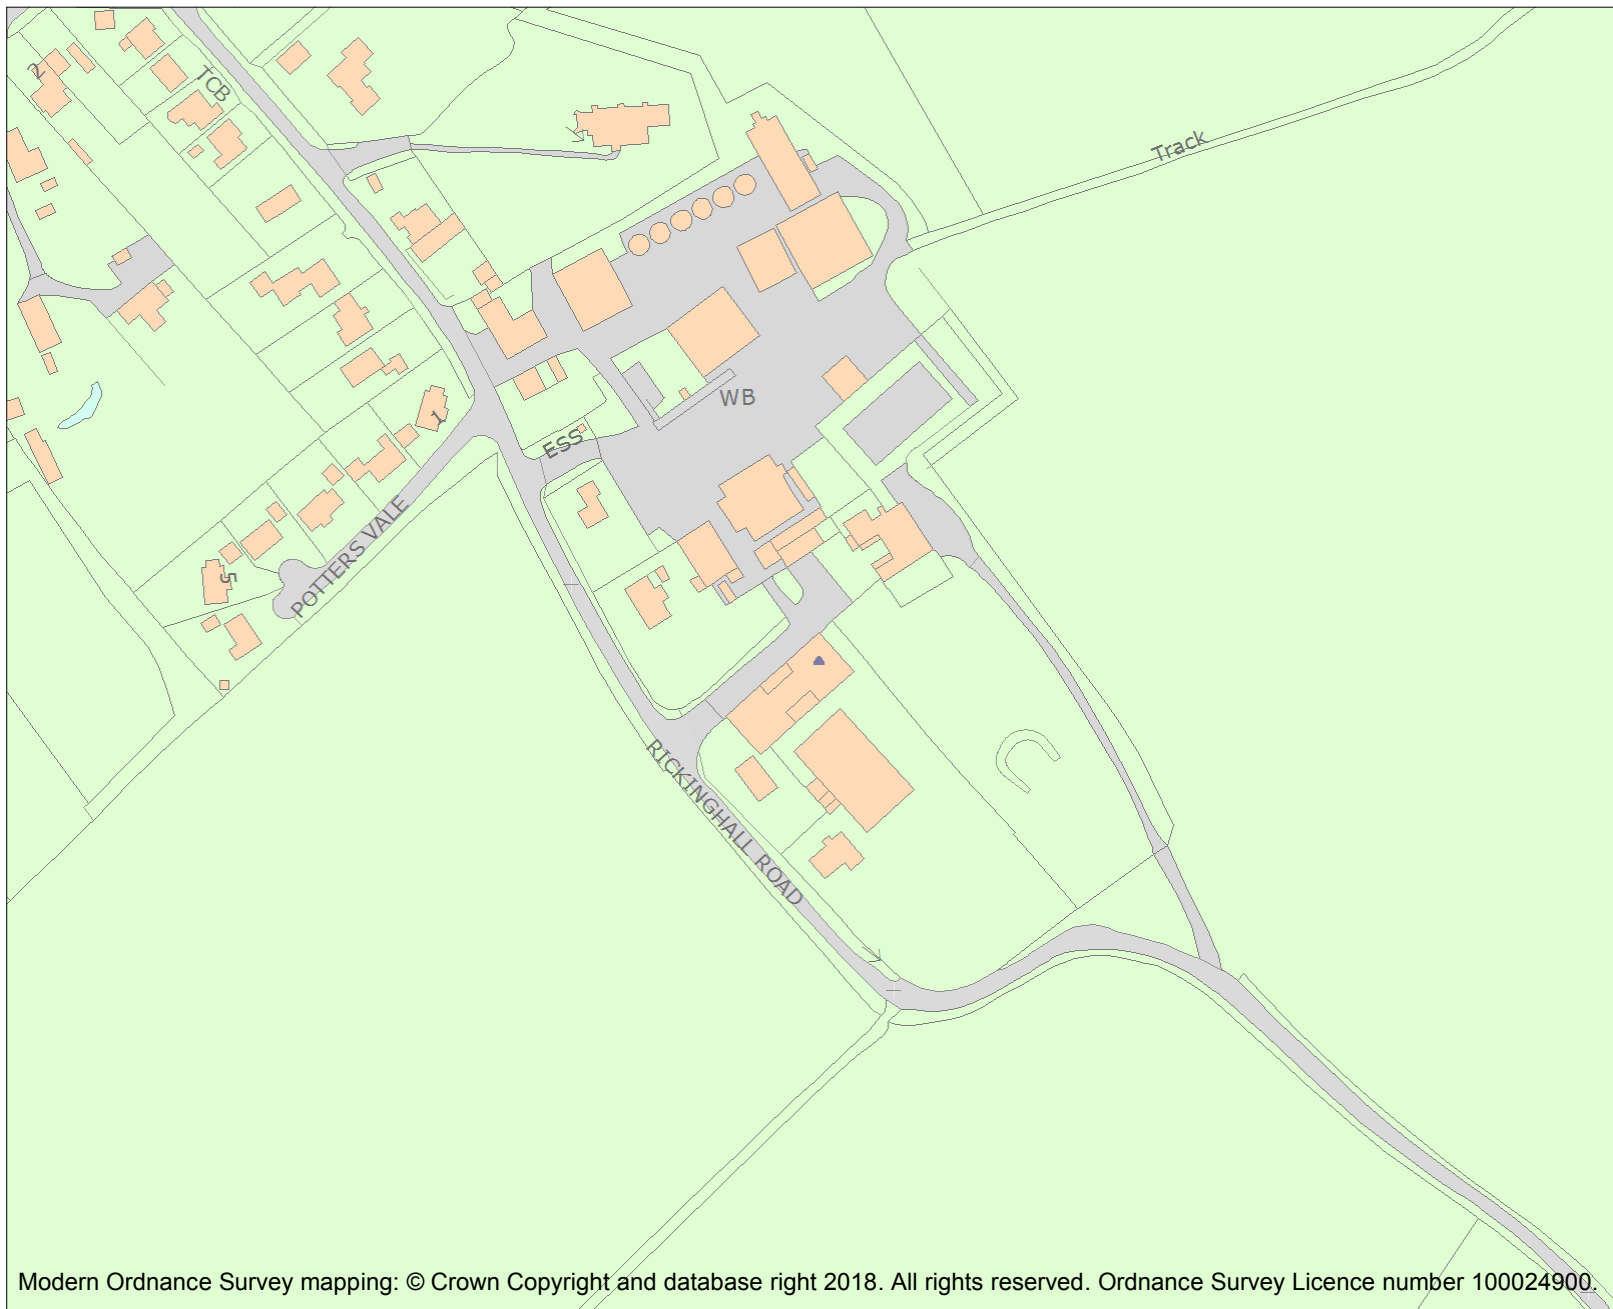 2
TCB
Track
WB
1
ESS
5
POTTERS VALE
RICKINGHALL ROAD
Modern Ordnance Survey mapping: © Crown Copyright and database right 2018. All rights reserved. Ordnance Survey Licence number 100024900.